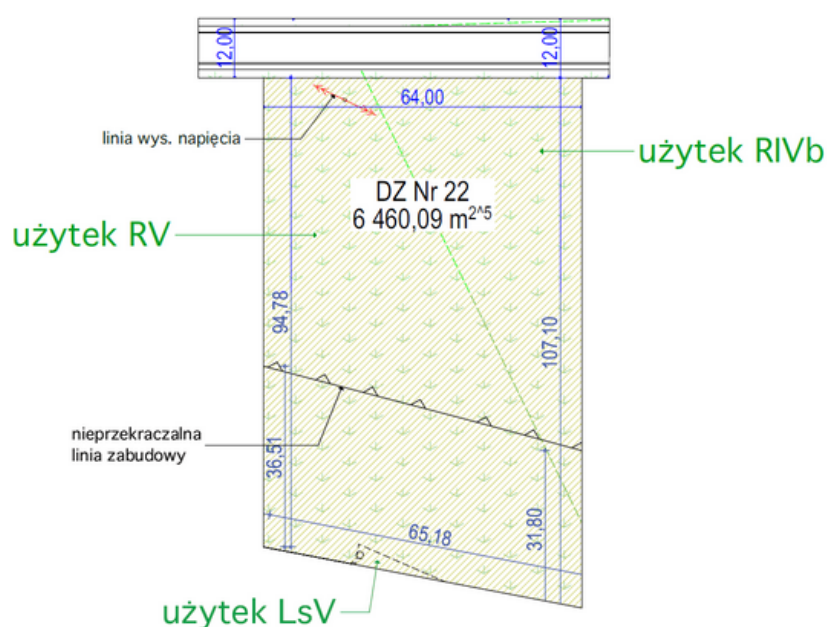 12,00
12,00
64,00
linia wys. napięcia
użytek RIVb
DZ Nr 22
6 460,09 m2^5
użytek RV
94,78
107,10
nieprzekraczalna
linia zabudowy
36,51
65,18
31,80
użytek LsV